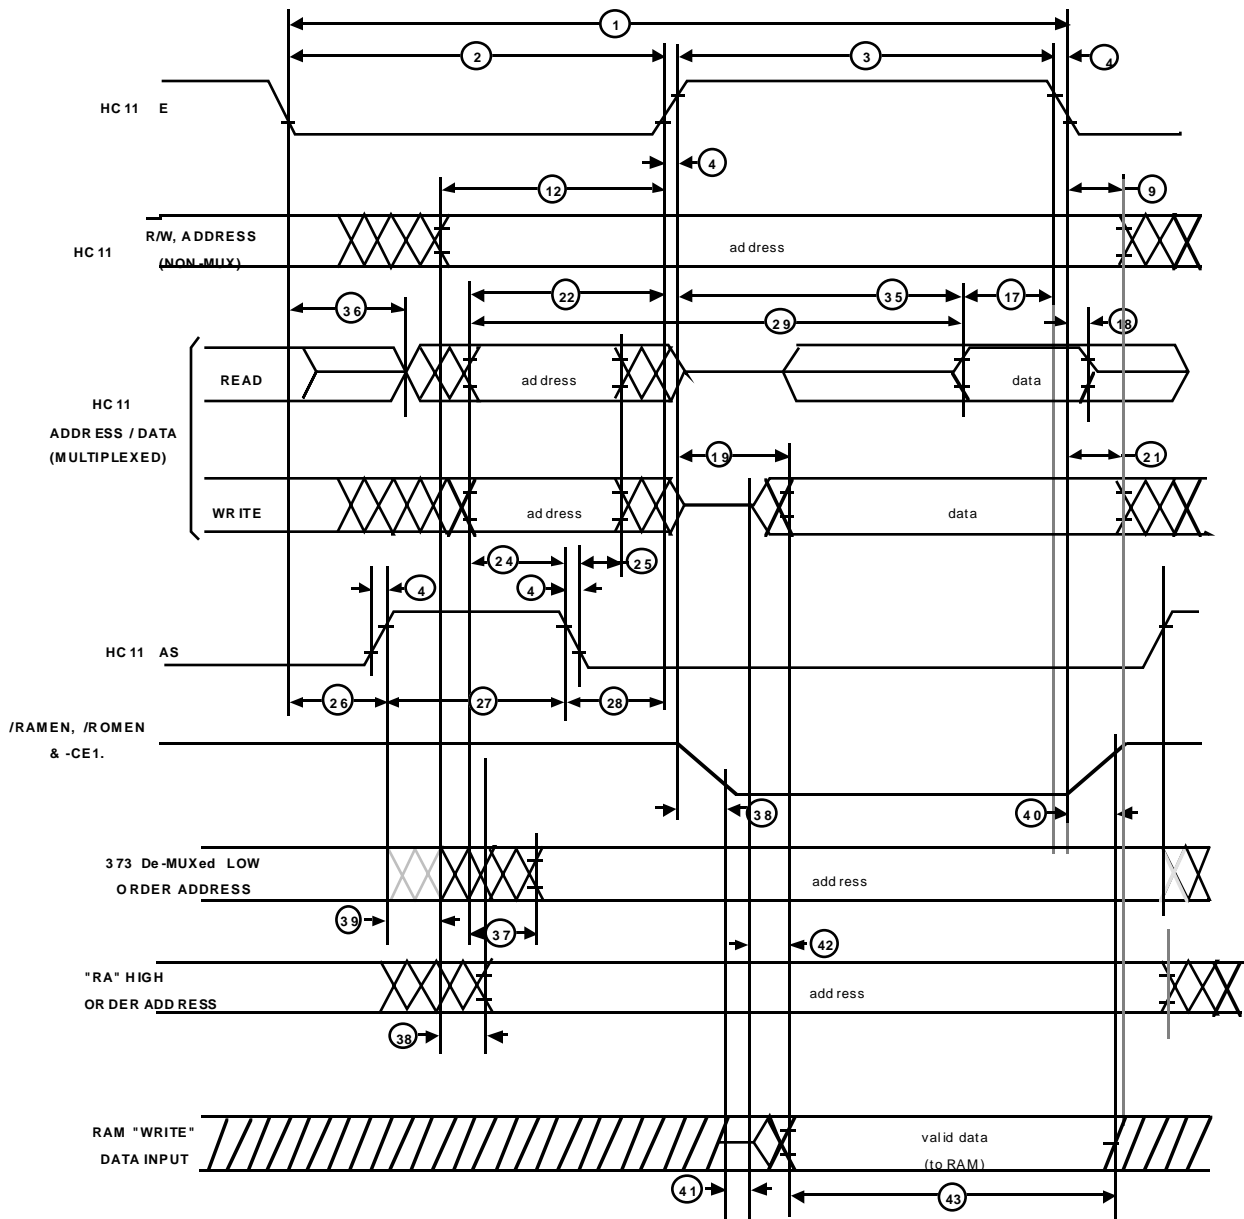 1
2
3
4
HC 11 E
4
12
9
R/W, ADDRESS
HC 11
address
(NON-MUX)
22
35
17
36
29
18
READ
address
data
HC 11
ADDRESS / DATA
(MULTIPLEXED)
19
21
WRITE
address
data
24
25
4
4
HC 11 AS
26
27
28
/RAMEN, /ROMEN
& -CE1.
38
40
373 De-MUXed LOW
ORDER ADDRESS
address
39
37
42
"RA" HIGH
ORDER ADDRESS
address
38
RAM "WRITE"
DATA INPUT
valid data
(to RAM)
41
43